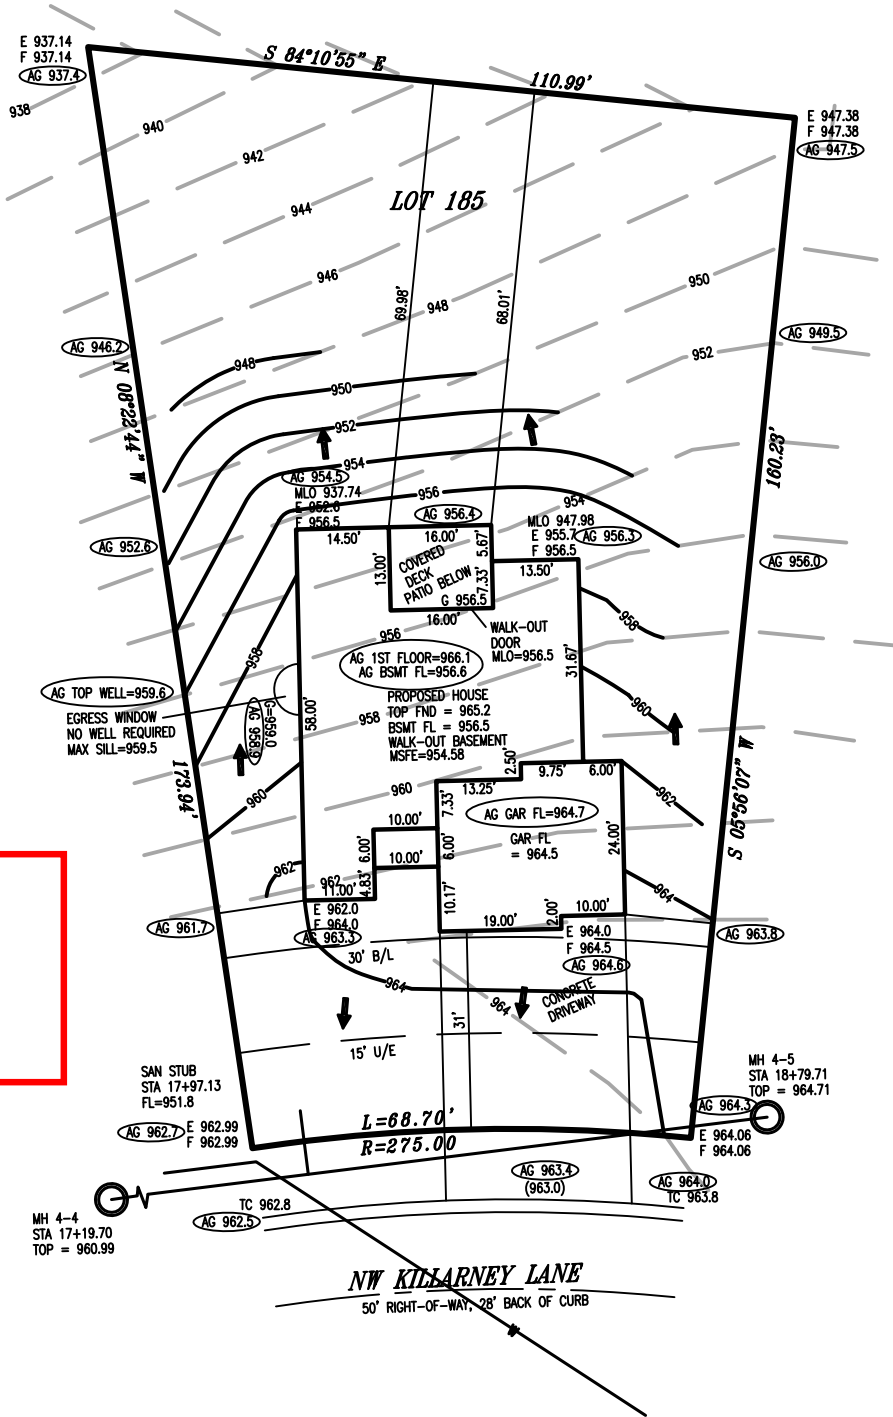 E 937.14
F 937.14
AG 937.4
S 84°10'55" E
110.99'
E 947.38
F 947.38
AG 947.5
938
940
942
LOT 185
944
946
948
950
69.98'
68.01'
AG 946.2
AG 949.5
952
N 08°22'44" W
948
950
952
954
956
160.23'
AG 954.5
MLO 937.74
E 952.6
F 956.5
AG 956.4
954
MLO 947.98
E 955.7
F 956.5
AG 956.3
AG 952.6
AG 956.0
14.50'
16.00'
5.67'
13.50'
13.00'
COVERED
DECK
PATIO BELOW
7.33'
G 956.5
16.00'
958
956
WALK-OUT
DOOR
MLO=956.5
31.67'
958
AG 1ST FLOOR=966.1
AG BSMT FL=956.6
AG TOP WELL=959.6
EGRESS WINDOW
NO WELL REQUIRED
MAX SILL=959.5
G=959.0
AG 958.9
58.00'
958
PROPOSED HOUSE
TOP FND = 965.2
BSMT FL = 956.5
WALK-OUT BASEMENT
MSFE=954.58
960
S 05°56'07" W
173.94'
2.50'
9.75'
6.00'
13.25'
960
960
7.33'
962
AG GAR FL=964.7
GAR FL
= 964.5
24.00'
10.00'
6.00'
6.00'
10.00'
962
962
11.00'
4.83'
10.17'
964
19.00'
2.00'
10.00'
AG 961.7
E 962.0
F 964.0
AG 963.3
E 964.0
F 964.5
AG 964.6
AG 963.8
30' B/L
964
964
CONCRETE
DRIVEWAY
31'
15' U/E
SAN STUB
STA 17+97.13
FL=951.8
MH 4-5
STA 18+79.71
TOP = 964.71
AG 962.7
E 962.99
F 962.99
L=68.70'
R=275.00
AG 964.3
E 964.06
F 964.06
AG 963.4
(963.0)
AG 964.0
TC 963.8
MH 4-4
STA 17+19.70
TOP = 960.99
TC 962.8
AG 962.5
NW KILLARNEY LANE
50' RIGHT-OF-WAY, 28' BACK OF CURB
W